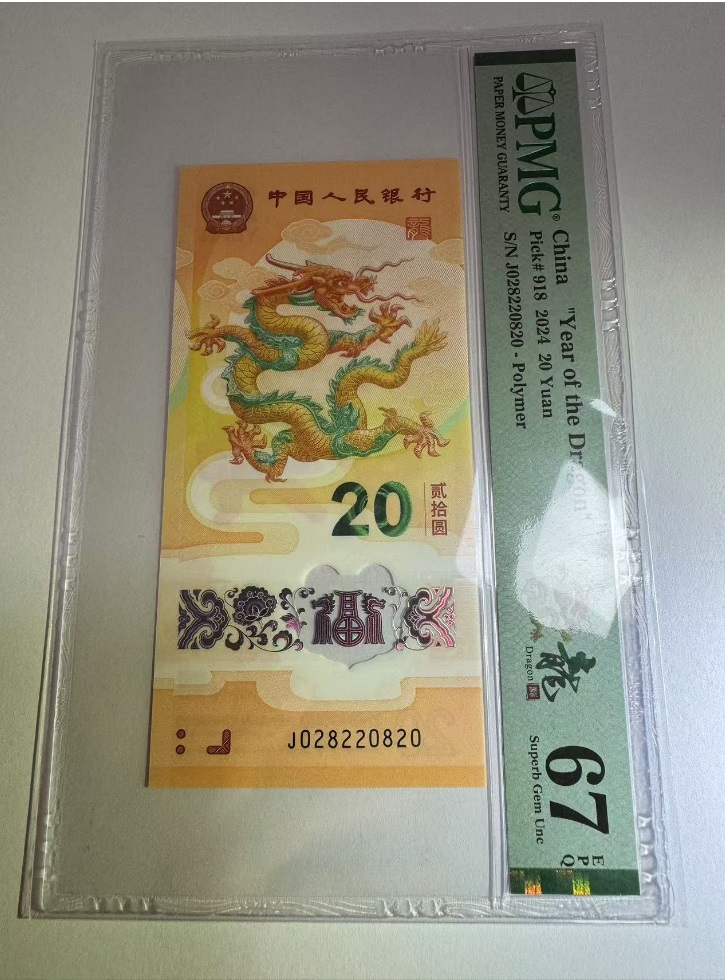 中国人民银行
龍
20
贰拾圆
J028220820
PMG®
PAPER MONEY GUARANTY
China "Year of the Dragon"
Pick# 918 2024 20 Yuan
S/N J028220820 - Polymer
龍
Dragon
67
EPQ
Superb Gem Unc